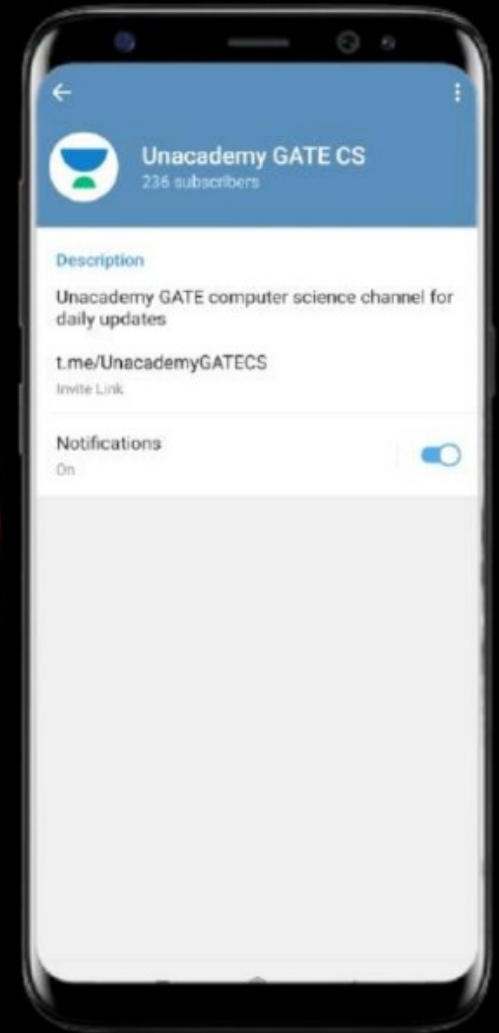 Unacademy GATE CS
236 subscribers
Description
Unacademy GATE computer science channel for
daily updates
t.me/UnacademyGATECS
Invite Link
Notifications
On